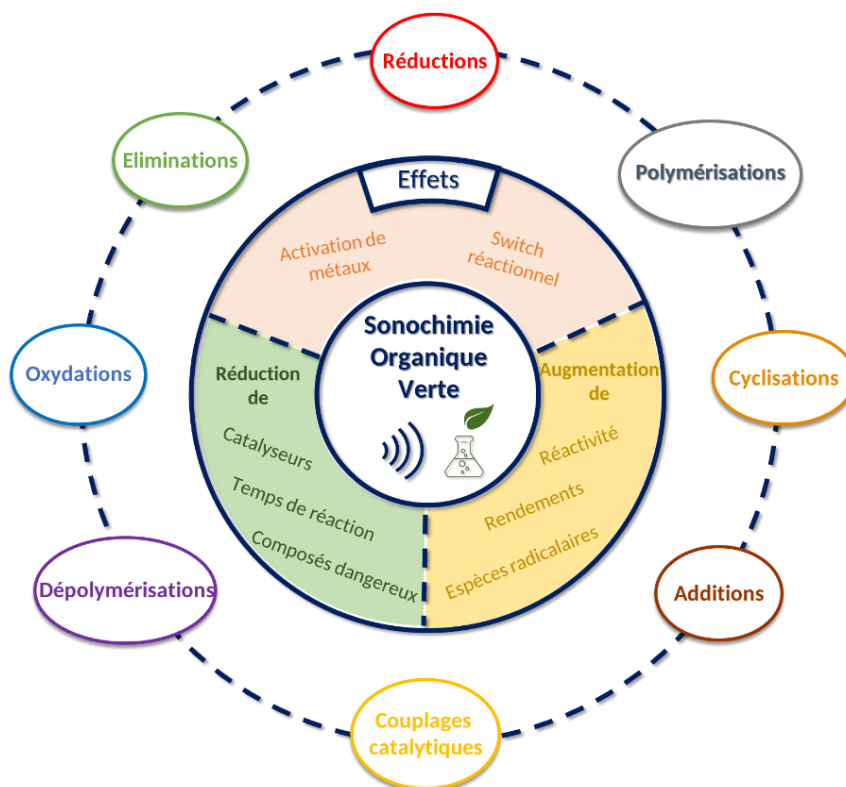 Réductions
Eliminations
Polymérisations
Effets
Activation de
métaux
Switch
réactionnel
Sonochimie
Organique
Verte
Oxydations
Réduction
de
Catalyseurs
Temps de réaction
Composés dangereux
Augmentation
de
Réactivité
Rendements
Espèces radicalaires
Cyclisations
Dépolymérisations
Additions
Couplages
catalytiques